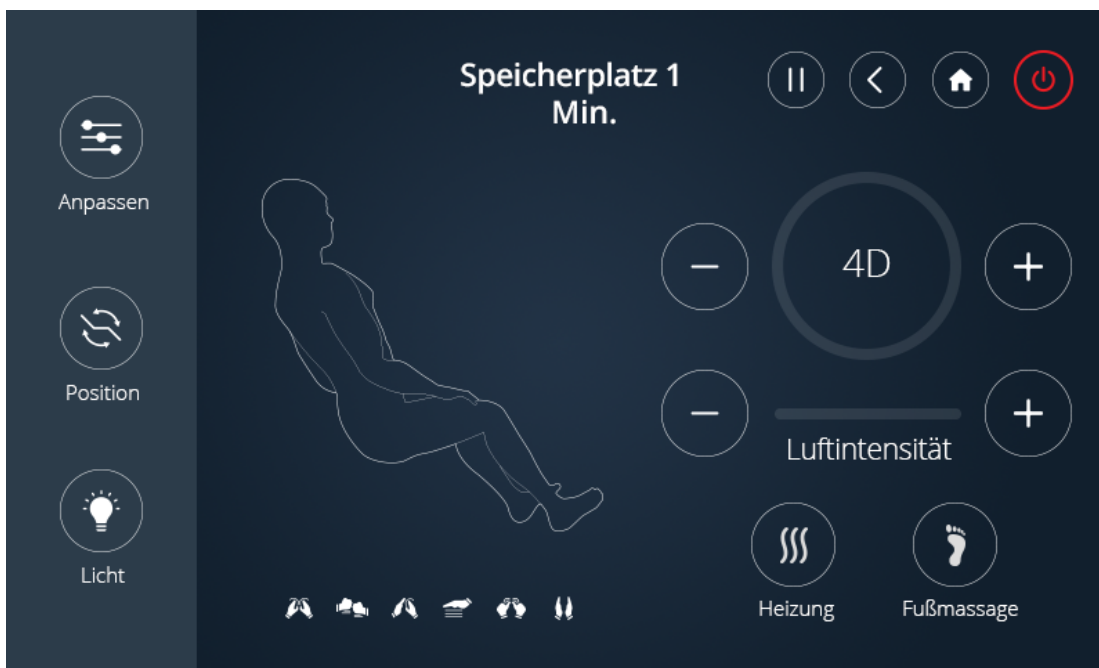 Speicherplatz 1
Min.
Anpassen
4D
Position
Luftintensität
Licht
Heizung
Fußmassage